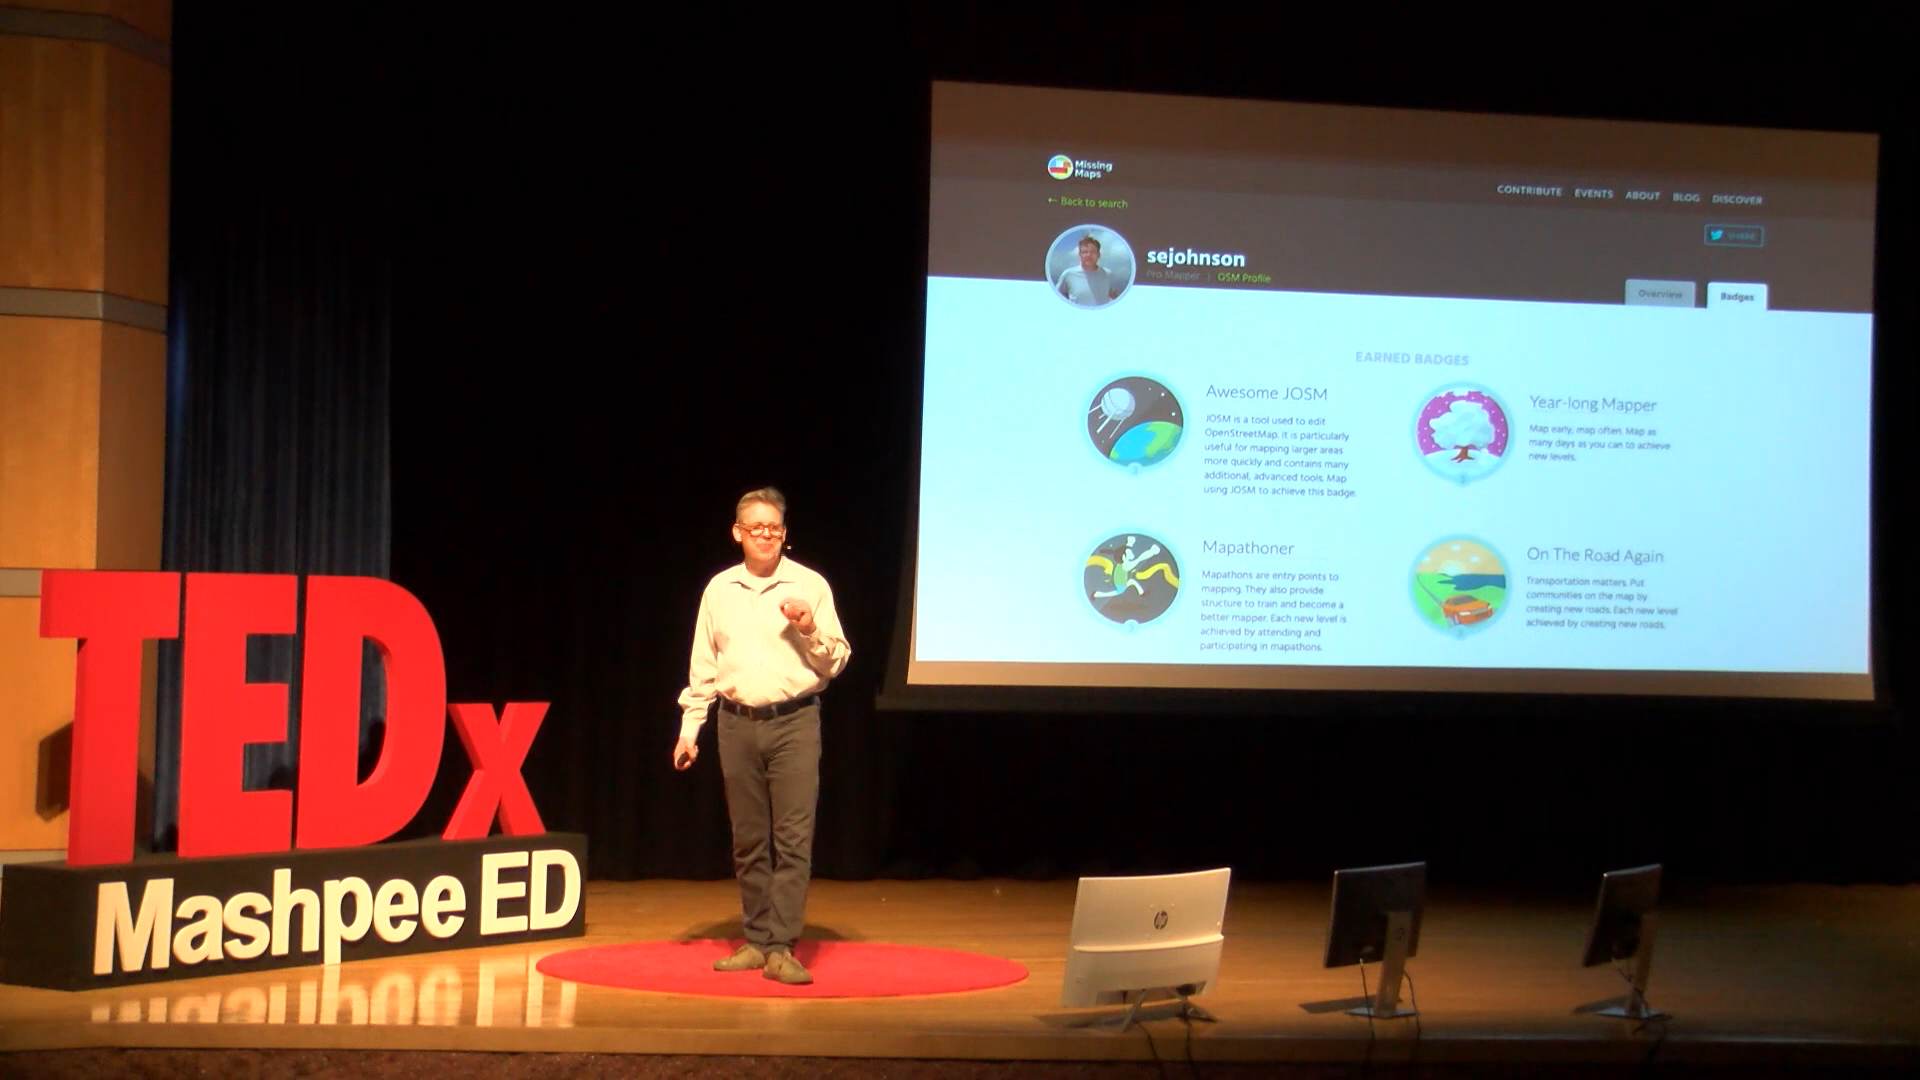 TEDx
Mashpee ED
Missing
Maps
← Back to search
CONTRIBUTE EVENTS ABOUT BLOG DISCOVER
SHARE
sejohnson
Pro Mapper | OSM Profile
Overview Badges
EARNED BADGES
Awesome JOSM
JOSM is a tool used to edit
OpenStreetMap. It is particularly
useful for mapping larger areas
more quickly and contains many
additional, advanced tools. Map
using JOSM to achieve this badge.
Year-long Mapper
Map early, map often. Map as
many days as you can to achieve
new levels.
Mapathoner
Mapathons are entry points to
mapping. They also provide
structure to train and become a
better mapper. Each new level is
achieved by attending and
participating in mapathons.
On The Road Again
Transportation matters. Put
communities on the map by
creating new roads. Each new level
achieved by creating new roads.
hp